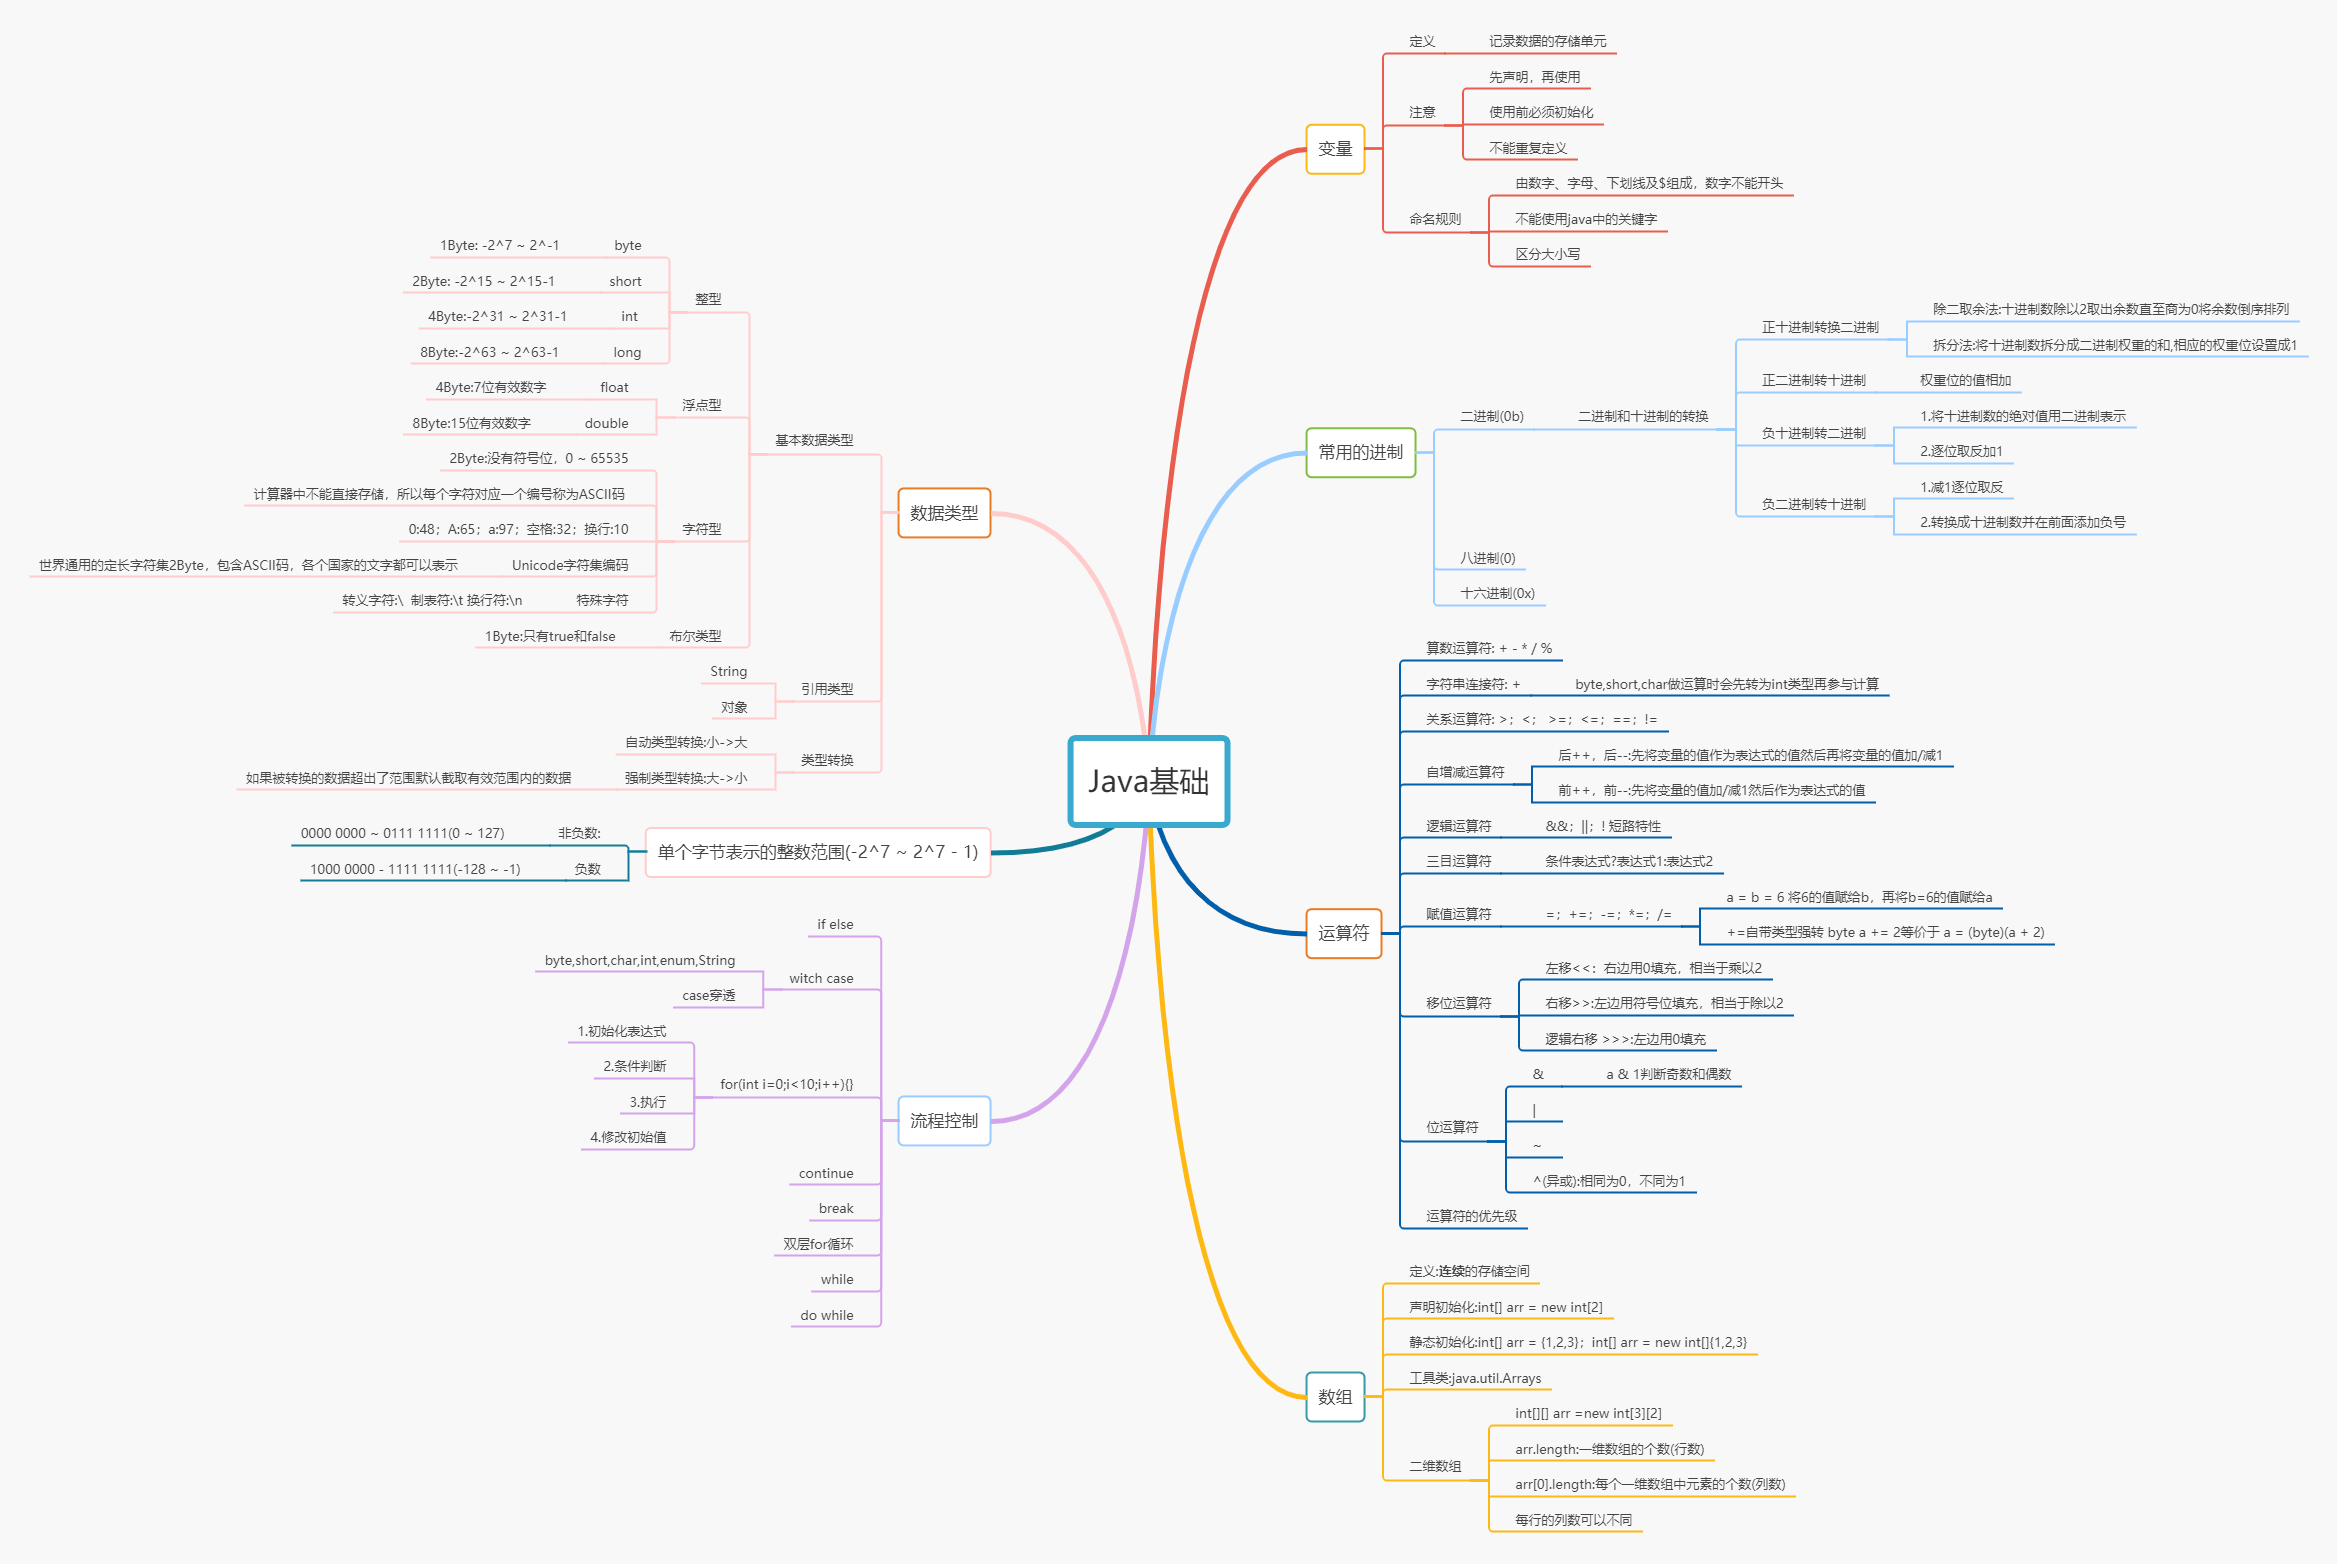 Java基础
变量
定义
记录数据的存储单元
注意
先声明，再使用
使用前必须初始化
不能重复定义
命名规则
由数字、字母、下划线及$组成，数字不能开头
不能使用java中的关键字
区分大小写
常用的进制
二进制(0b)
二进制和十进制的转换
正十进制转换二进制
除二取余法:十进制数除以2取出余数直至商为0将余数倒序排列
拆分法:将十进制数拆分成二进制权重的和,相应的权重位设置成1
正二进制转十进制
权重位的值相加
负十进制转二进制
1.将十进制数的绝对值用二进制表示
2.逐位取反加1
负二进制转十进制
1.减1逐位取反
2.转换成十进制数并在前面添加负号
八进制(0)
十六进制(0x)
运算符
算数运算符: + - * / %
字符串连接符: +
byte,short,char做运算时会先转为int类型再参与计算
关系运算符: >；<； >=；<=；==；!=
自增减运算符
后++，后--:先将变量的值作为表达式的值然后再将变量的值加/减1
前++，前--:先将变量的值加/减1然后作为表达式的值
逻辑运算符
&&；||；! 短路特性
三目运算符
条件表达式?表达式1:表达式2
赋值运算符
=；+=；-=；*=；/=
a = b = 6 将6的值赋给b，再将b=6的值赋给a
+=自带类型强转 byte a += 2等价于 a = (byte)(a + 2)
移位运算符
左移<<：右边用0填充，相当于乘以2
右移>>:左边用符号位填充，相当于除以2
逻辑右移 >>>:左边用0填充
位运算符
&
a & 1判断奇数和偶数
|
~
^(异或):相同为0，不同为1
运算符的优先级
数组
定义:连续的存储空间
声明初始化:int[] arr = new int[2]
静态初始化:int[] arr = {1,2,3}；int[] arr = new int[]{1,2,3}
工具类:java.util.Arrays
二维数组
int[][] arr =new int[3][2]
arr.length:一维数组的个数(行数)
arr[0].length:每个一维数组中元素的个数(列数)
每行的列数可以不同
数据类型
基本数据类型
整型
byte
1Byte: -2^7 ~ 2^-1
short
2Byte: -2^15 ~ 2^15-1
int
4Byte:-2^31 ~ 2^31-1
long
8Byte:-2^63 ~ 2^63-1
浮点型
float
4Byte:7位有效数字
double
8Byte:15位有效数字
字符型
2Byte:没有符号位，0 ~ 65535
计算器中不能直接存储，所以每个字符对应一个编号称为ASCII码
0:48；A:65；a:97；空格:32；换行:10
Unicode字符集编码
世界通用的定长字符集2Byte，包含ASCII码，各个国家的文字都可以表示
特殊字符
转义字符:\ 制表符:\t 换行符:\n
布尔类型
1Byte:只有true和false
引用类型
String
对象
类型转换
自动类型转换:小->大
强制类型转换:大->小
如果被转换的数据超出了范围默认截取有效范围内的数据
单个字节表示的整数范围(-2^7 ~ 2^7 - 1)
非负数:
0000 0000 ~ 0111 1111(0 ~ 127)
负数
1000 0000 - 1111 1111(-128 ~ -1)
流程控制
if else
witch case
byte,short,char,int,enum,String
case穿透
for(int i=0;i<10;i++){}
1.初始化表达式
2.条件判断
3.执行
4.修改初始值
continue
break
双层for循环
while
do while